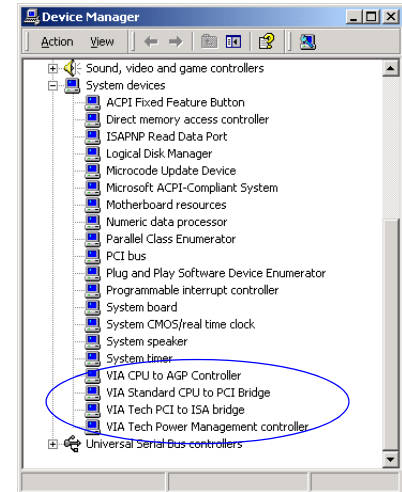 Device Manager
Action View
Sound, video and game controllers
System devices
ACPI Fixed Feature Button
Direct memory access controller
ISAPNP Read Data Port
Logical Disk Manager
Microcode Update Device
Microsoft ACPI-Compliant System
Motherboard resources
Numeric data processor
Parallel Class Enumerator
PCI bus
Plug and Play Software Device Enumerator
Programmable interrupt controller
System board
System CMOS/real time clock
System speaker
System timer
VIA CPU to AGP Controller
VIA Standard CPU to PCI Bridge
VIA Tech PCI to ISA bridge
VIA Tech Power Management controller
Universal Serial Bus controllers